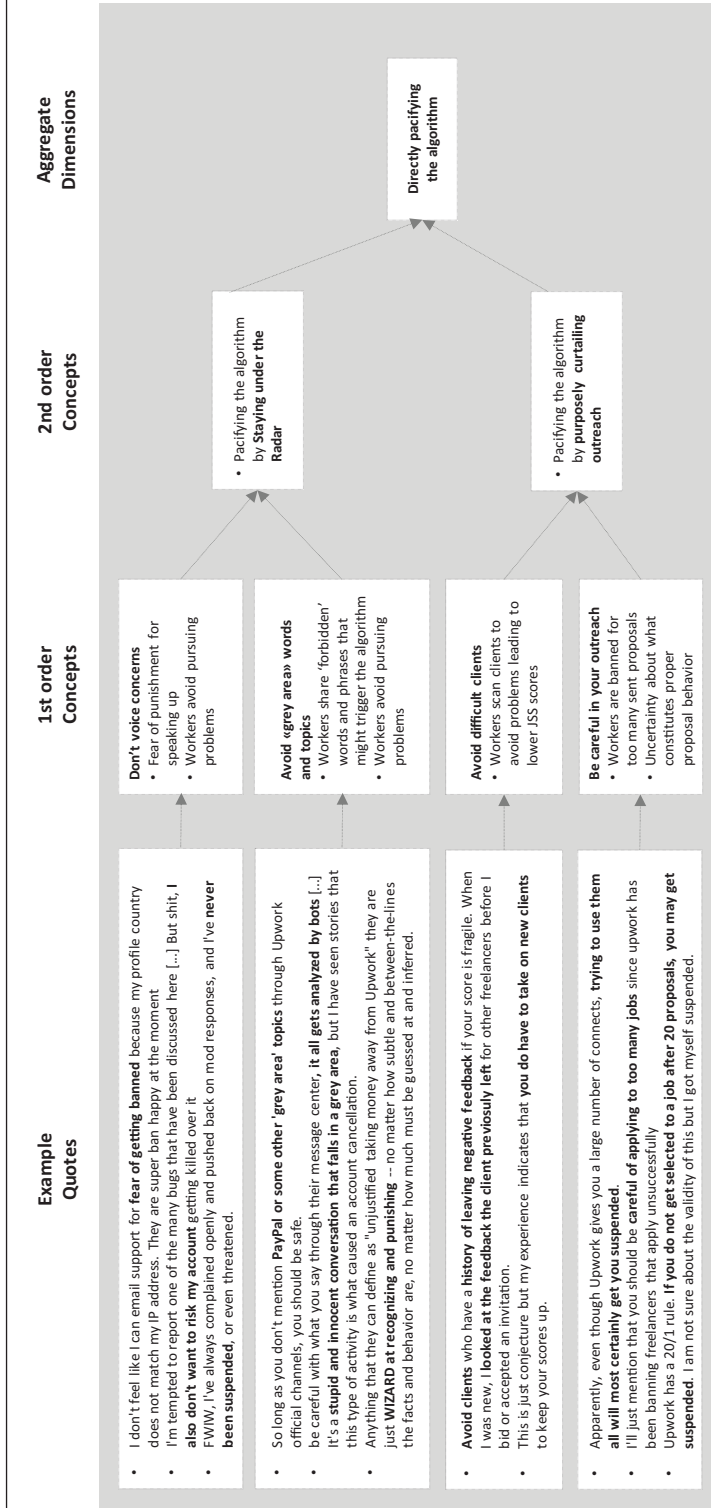 Example
Quotes
1st order
Concepts
2nd order
Concepts
Aggregate
Dimensions
• I don't feel like I can email support for fear of getting banned because my profile country
does not match my IP address. They are super ban happy at the moment
I'm tempted to report one of the many bugs that have been discussed here [...] But shit, I
also don't want to risk my account getting killed over it
• FWIW, I've always complained openly and pushed back on mod responses, and I've never
been suspended, or even threatened.
Don't voice concerns
• Fear of punishment for
speaking up
• Workers avoid pursuing
problems
• So long as you don't mention PayPal or some other 'grey area' topics through Upwork
official channels, you should be safe.
be careful with what you say through their message center, it all gets analyzed by bots [...]
It's a stupid and innocent conversation that falls in a grey area, but I have seen stories that
this type of activity is what caused an account cancellation.
• Anything that they can define as "unjustified taking money away from Upwork" they are
just WIZARD at recognizing and punishing -- no matter how subtle and between-the-lines
the facts and behavior are, no matter how much must be guessed at and inferred.
Avoid «grey area» words
and topics
• Workers share 'forbidden'
words and phrases that
might trigger the algorithm
• Workers avoid pursuing
problems
• Pacifying the algorithm
by Staying under the
Radar
• Avoid clients who have a history of leaving negative feedback if your score is fragile. When
I was new, I looked at the feedback the client previosuly left for other freelancers before I
bid or accepted an invitation.
• This is just conjecture but my experience indicates that you do have to take on new clients
to keep your scores up.
Avoid difficult clients
• Workers scan clients to
avoid problems leading to
lower JSS scores
• Apparently, even though Upwork gives you a large number of connects, trying to use them
all will most certainly get you suspended.
• I'll just mention that you should be careful of applying to too many jobs since upwork has
been banning freelancers that apply unsuccessfully
• Upwork has a 20/1 rule. If you do not get selected to a job after 20 proposals, you may get
suspended. I am not sure about the validity of this but I got myself suspended.
Be careful in your outreach
• Workers are banned for
too many sent proposals
• Uncertainty about what
constitutes proper
proposal behavior
• Pacifying the algorithm
by purposely curtailing
outreach
Directly pacifying
the algorithm